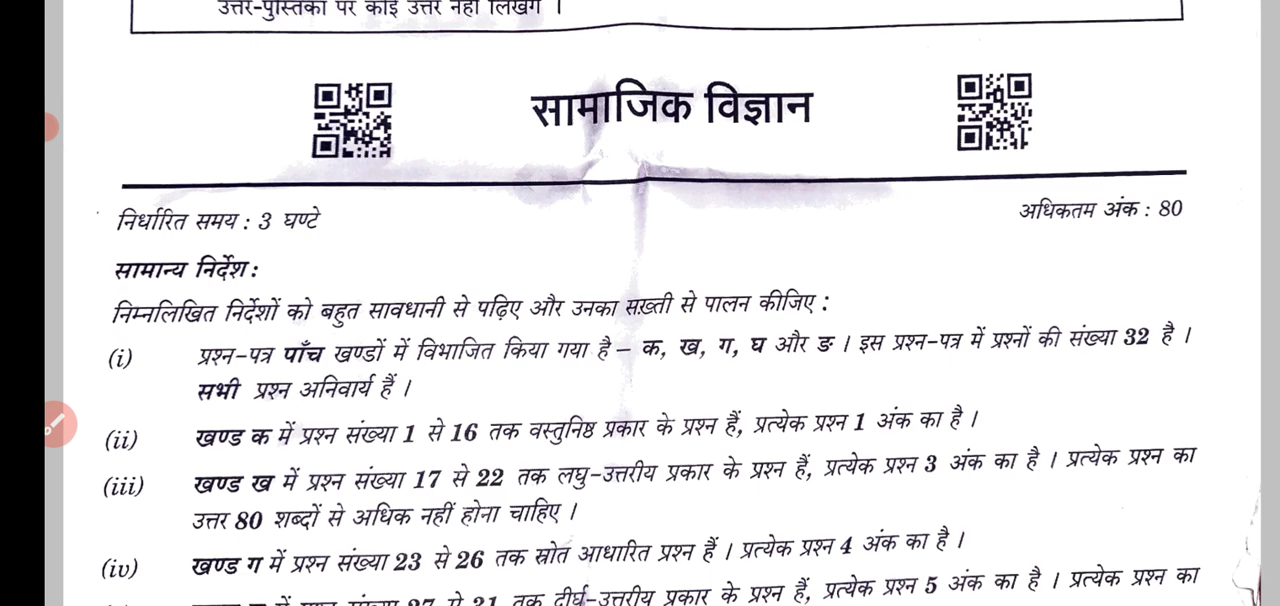 उत्तर-पुस्तिका पर कोई उत्तर नहीं लिखेंगे ।
सामाजिक विज्ञान
निर्धारित समय : 3 घण्टे
अधिकतम अंक : 80
सामान्य निर्देश :
निम्नलिखित निर्देशों को बहुत सावधानी से पढ़िए और उनका सख़्ती से पालन कीजिए :
(i) प्रश्न-पत्र पाँच खण्डों में विभाजित किया गया है – क, ख, ग, घ और ङ । इस प्रश्न-पत्र में प्रश्नों की संख्या 32 है ।
सभी प्रश्न अनिवार्य हैं ।
(ii) खण्ड क में प्रश्न संख्या 1 से 16 तक वस्तुनिष्ठ प्रकार के प्रश्न हैं, प्रत्येक प्रश्न 1 अंक का है ।
(iii) खण्ड ख में प्रश्न संख्या 17 से 22 तक लघु-उत्तरीय प्रकार के प्रश्न हैं, प्रत्येक प्रश्न 3 अंक का है । प्रत्येक प्रश्न का
उत्तर 80 शब्दों से अधिक नहीं होना चाहिए ।
(iv) खण्ड ग में प्रश्न संख्या 23 से 26 तक स्रोत आधारित प्रश्न हैं । प्रत्येक प्रश्न 4 अंक का है ।
में प्रश्न संख्या 27 से 31 तक दीर्घ-उत्तरीय प्रकार के प्रश्न हैं, प्रत्येक प्रश्न 5 अंक का है । प्रत्येक प्रश्न का